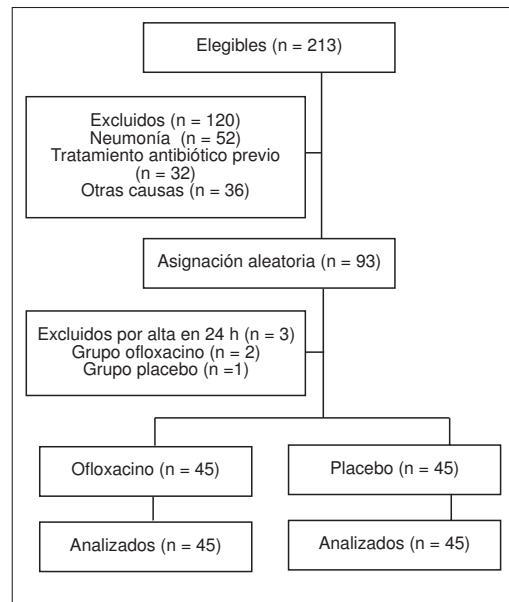 Elegibles (n = 213)
Excluidos (n = 120)
Neumonía (n = 52)
Tratamiento antibiótico previo
(n = 32)
Otras causas (n = 36)
Asignación aleatoria (n = 93)
Excluidos por alta en 24 h (n = 3)
Grupo ofloxacino (n = 2)
Grupo placebo (n =1)
Ofloxacino (n = 45)
Placebo (n = 45)
Analizados (n = 45)
Analizados (n = 45)